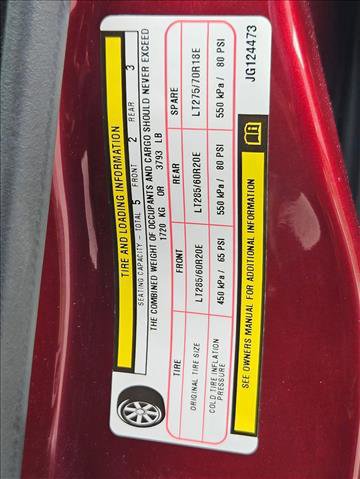 TIRE AND LOADING INFORMATION
SEATING CAPACITY - TOTAL 5 FRONT 2 REAR 3
THE COMBINED WEIGHT OF OCCUPANTS AND CARGO SHOULD NEVER EXCEED
1720 KG OR 3793 LB
TIRE FRONT REAR SPARE
ORIGINAL TIRE SIZE LT285/60R20E LT285/60R20E LT275/70R18E
COLD TIRE INFLATION PRESSURE 450 kPa / 65 PSI 550 kPa / 80 PSI 550 kPa / 80 PSI
SEE OWNERS MANUAL FOR ADDITIONAL INFORMATION
JG124473